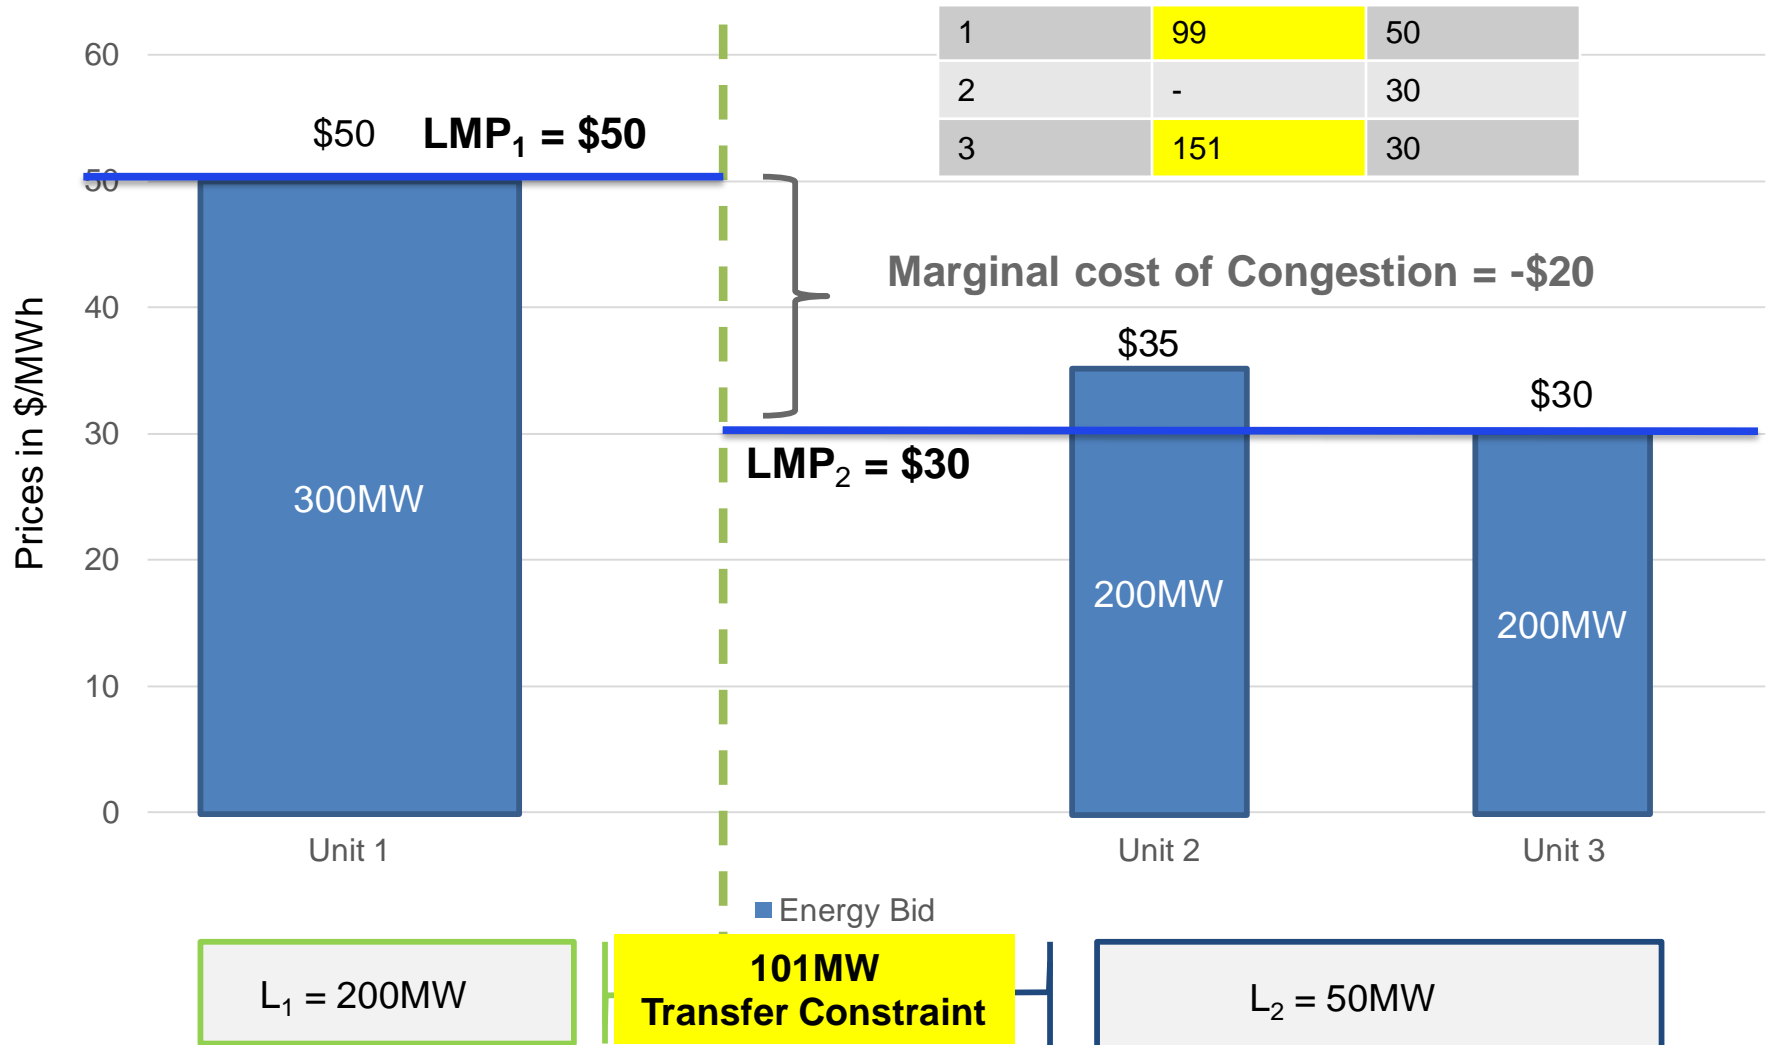 1 99 50
2 - 30
3 151 30
60
$50 LMP1 = $50
50
Marginal cost of Congestion = -$20
40
$35
$30
30
LMP2 = $30
300MW
200MW
200MW
20
10
0
Prices in $/MWh
Unit 1 Unit 2 Unit 3
Energy Bid
L1 = 200MW
101MW
Transfer Constraint
L2 = 50MW